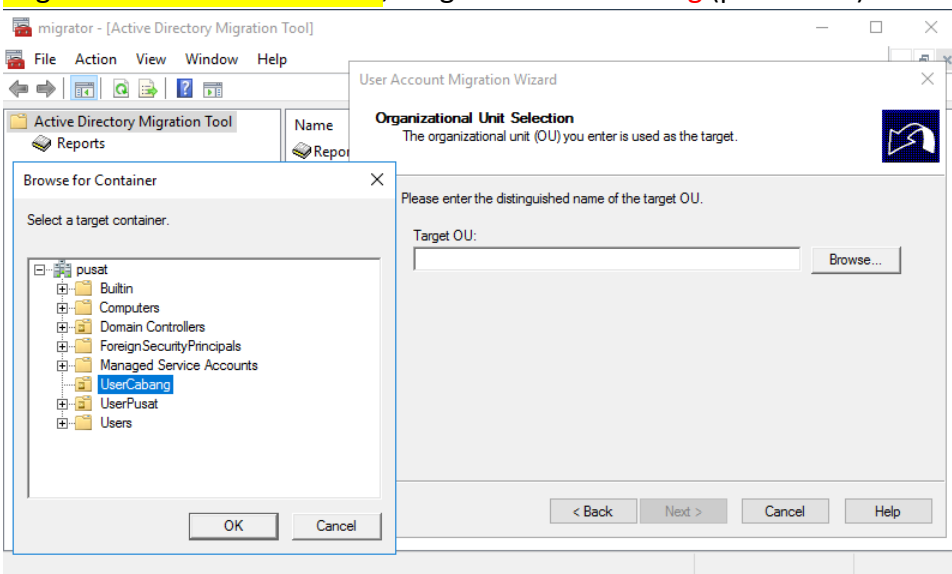 migrator - [Active Directory Migration Tool]
File Action View Window Help
Active Directory Migration Tool
Reports
Name
User Account Migration Wizard
Organizational Unit Selection
The organizational unit (OU) you enter is used as the target.
Please enter the distinguished name of the target OU.
Target OU:
Browse...
Browse for Container
Select a target container.
pusat
Builtin
Computers
Domain Controllers
ForeignSecurityPrincipals
Managed Service Accounts
UserCabang
UserPusat
Users
OK
Cancel
< Back
Next >
Cancel
Help